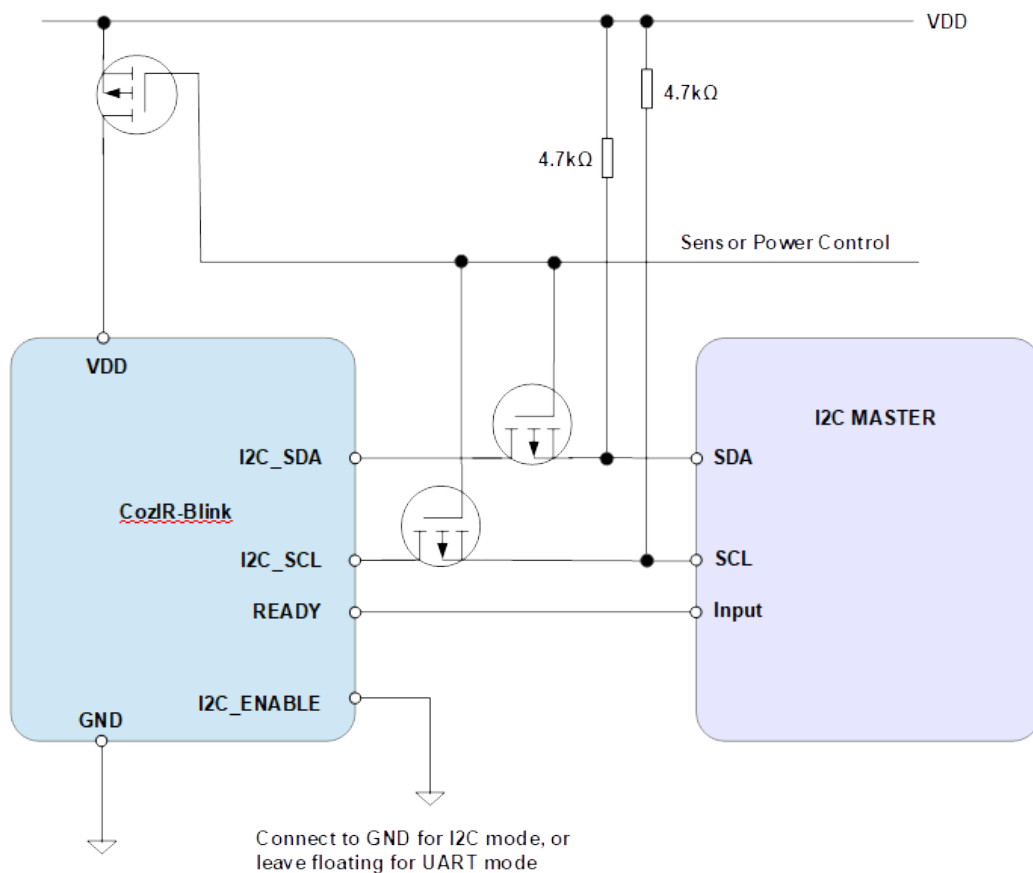 VDD
4.7kΩ
4.7kΩ
Sensor Power Control
VDD
I2C MASTER
I2C_SDA
SDA
CozIR-Blink
I2C_SCL
SCL
READY
Input
I2C_ENABLE
GND
Connect to GND for I2C mode, or
leave floating for UART mode